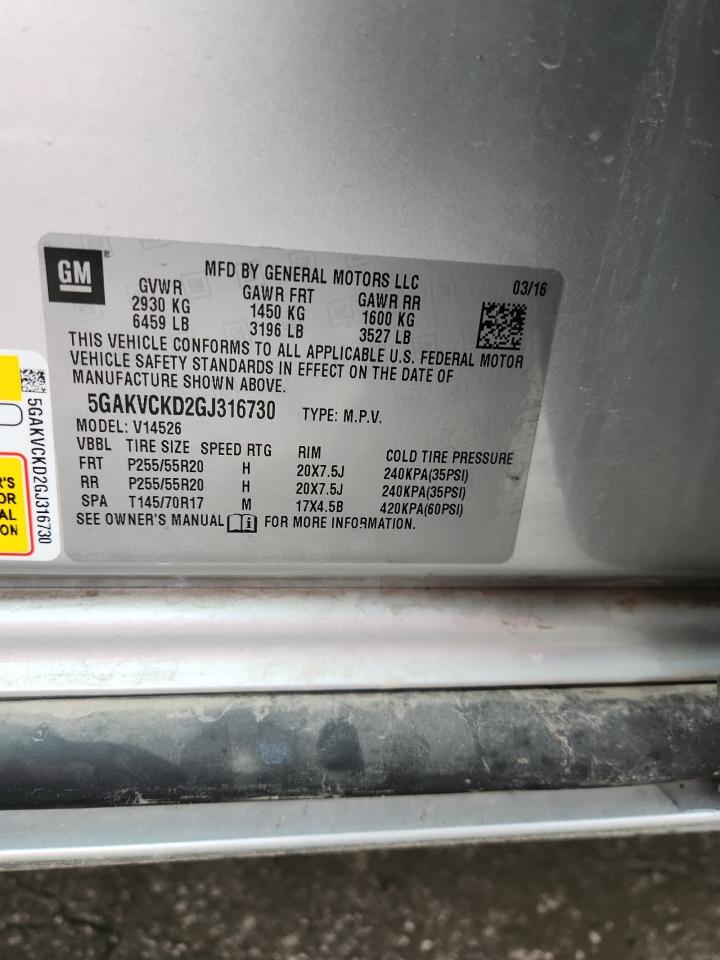 GM
MFD BY GENERAL MOTORS LLC
03/16
GVWR GAWR FRT GAWR RR
2930 KG 1450 KG 1600 KG
6459 LB 3196 LB 3527 LB
THIS VEHICLE CONFORMS TO ALL APPLICABLE U.S. FEDERAL MOTOR
VEHICLE SAFETY STANDARDS IN EFFECT ON THE DATE OF
MANUFACTURE SHOWN ABOVE.
5GAKVCKD2GJ316730 TYPE: M.P.V.
MODEL: V14526
VBBL TIRE SIZE SPEED RTG RIM COLD TIRE PRESSURE
FRT P255/55R20 H 20X7.5J 240KPA(35PSI)
RR P255/55R20 H 20X7.5J 240KPA(35PSI)
SPA T145/70R17 M 17X4.5B 420KPA(60PSI)
SEE OWNER'S MANUAL FOR MORE INFORMATION.
5GAKVCKD2GJ316730
R'S
OR
AL
ON